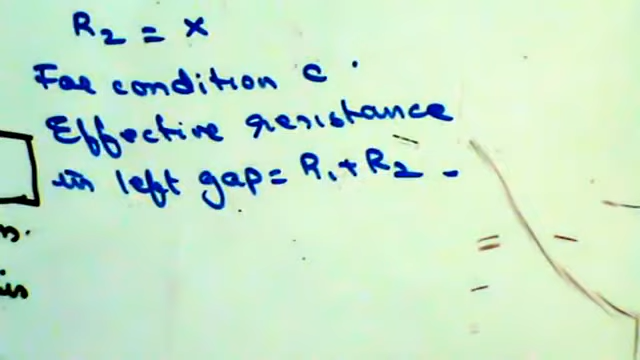 R₂ = x
For condition c .
Effective resistance
in left gap = R₁ + R₂ -